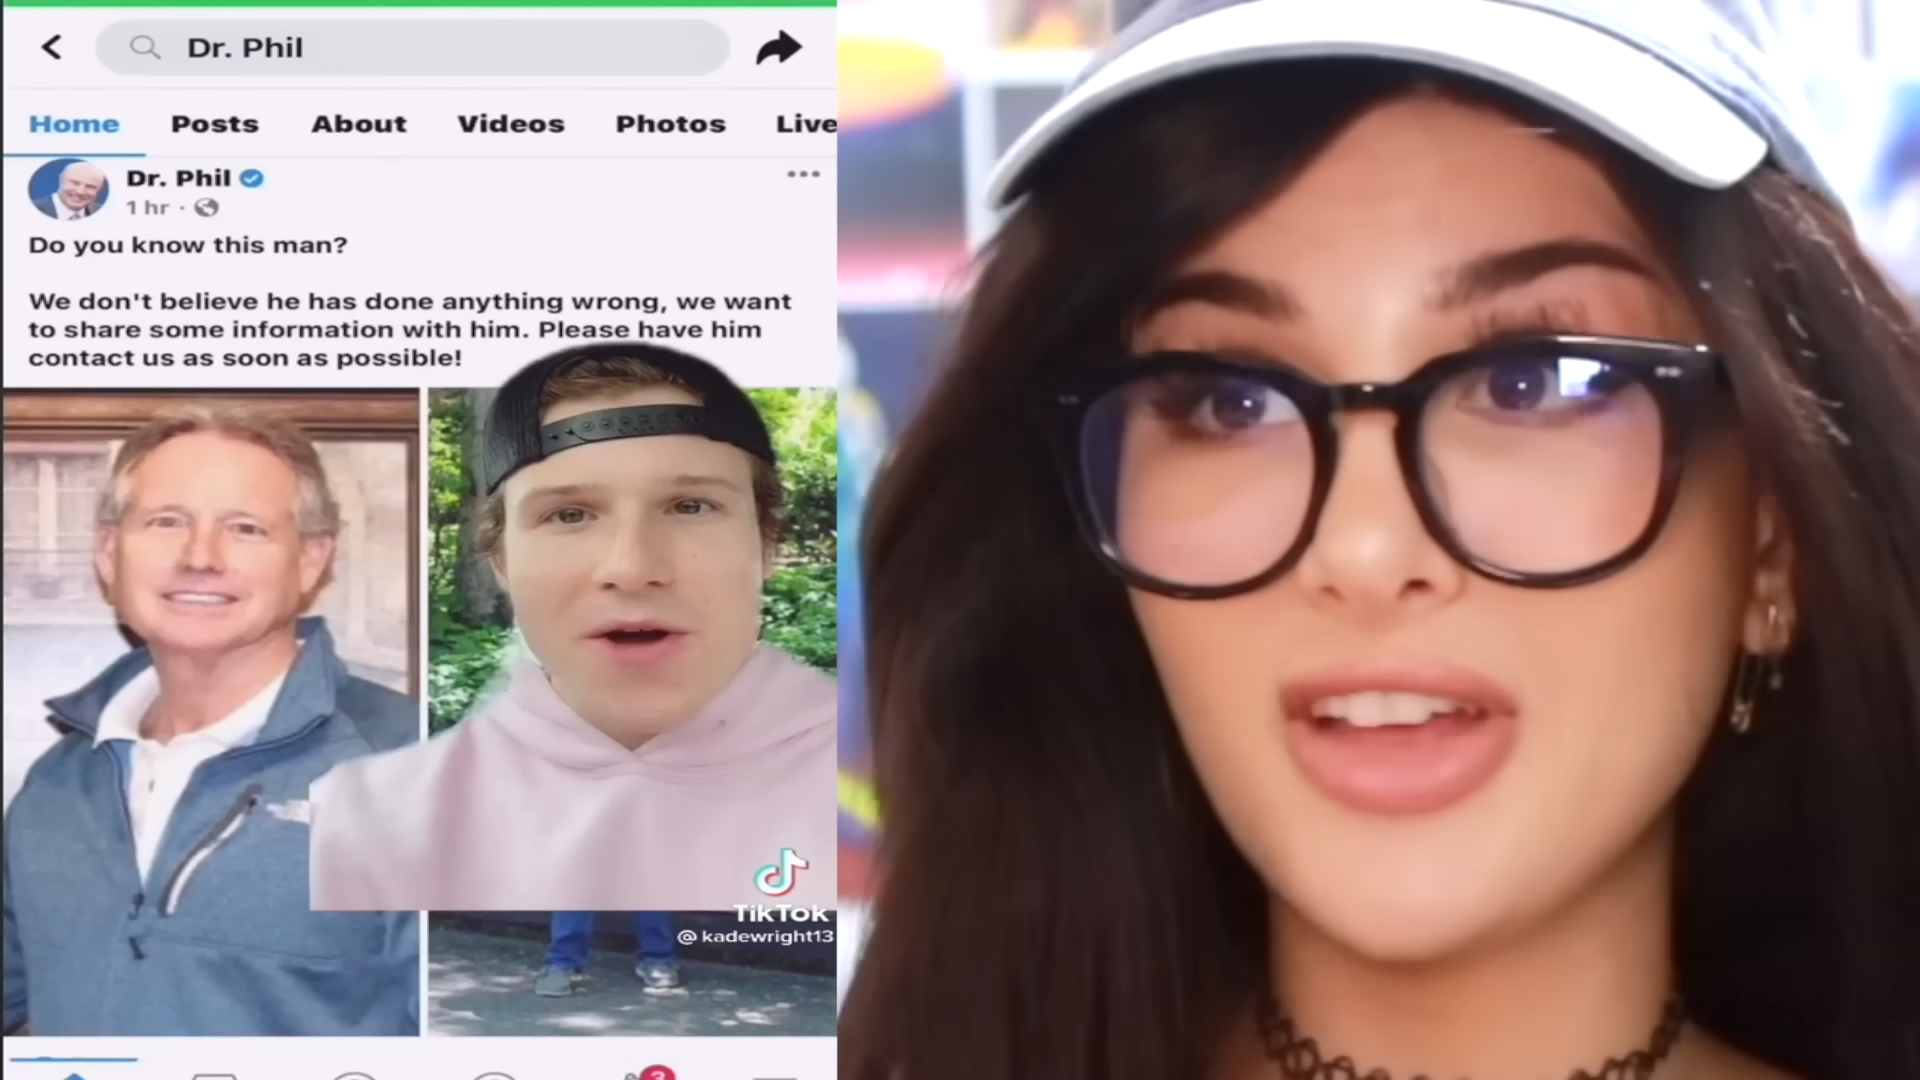 Dr. Phil
Home Posts About Videos Photos Live
Dr. Phil
1 hr ·
Do you know this man?
We don't believe he has done anything wrong, we want
to share some information with him. Please have him
contact us as soon as possible!
TikTok
@kadewright13
3